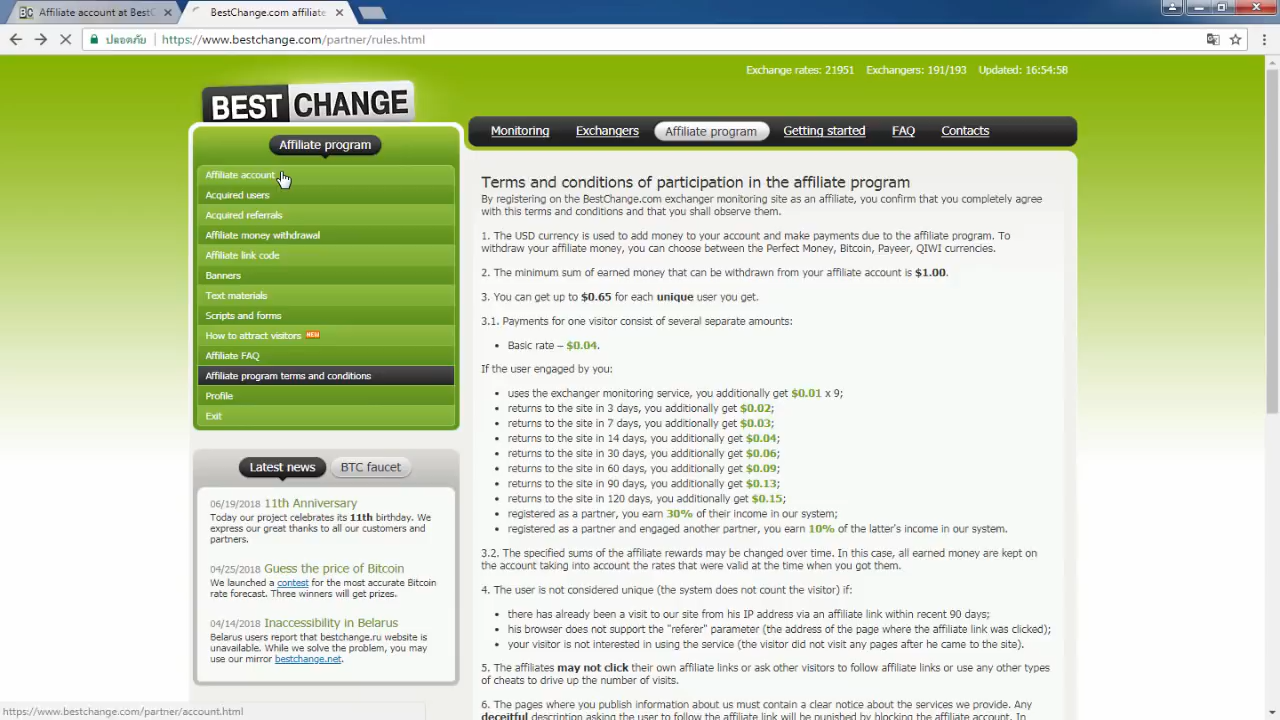 Affiliate account at BestC
BestChange.com affiliate
ปลอดภัย
https://www.bestchange.com/partner/rules.html
Exchange rates: 21951 Exchangers: 191/193 Updated: 16:54:58
BESTCHANGE
Monitoring Exchangers Affiliate program Getting started FAQ Contacts
Affiliate program
Affiliate account
Acquired users
Acquired referrals
Affiliate money withdrawal
Affiliate link code
Banners
Text materials
Scripts and forms
How to attract visitors NEW
Affiliate FAQ
Affiliate program terms and conditions
Profile
Exit
Latest news BTC faucet
06/19/2018 11th Anniversary
Today our project celebrates its 11th birthday. We
express our great thanks to all our customers and
partners.
04/25/2018 Guess the price of Bitcoin
We launched a contest for the most accurate Bitcoin
rate forecast. Three winners will get prizes.
04/14/2018 Inaccessibility in Belarus
Belarus users report that bestchange.ru website is
unavailable. While we solve the problem, you may
use our mirror bestchange.net.
Terms and conditions of participation in the affiliate program
By registering on the BestChange.com exchanger monitoring site as an affiliate, you confirm that you completely agree
with this terms and conditions and that you shall observe them.
1. The USD currency is used to add money to your account and make payments due to the affiliate program. To
withdraw your affiliate money, you can choose between the Perfect Money, Bitcoin, Payeer, QIWI currencies.
2. The minimum sum of earned money that can be withdrawn from your affiliate account is $1.00.
3. You can get up to $0.65 for each unique user you get.
3.1. Payments for one visitor consist of several separate amounts:
• Basic rate – $0.04.
If the user engaged by you:
• uses the exchanger monitoring service, you additionally get $0.01 x 9;
• returns to the site in 3 days, you additionally get $0.02;
• returns to the site in 7 days, you additionally get $0.03;
• returns to the site in 14 days, you additionally get $0.04;
• returns to the site in 30 days, you additionally get $0.06;
• returns to the site in 60 days, you additionally get $0.09;
• returns to the site in 90 days, you additionally get $0.13;
• returns to the site in 120 days, you additionally get $0.15;
• registered as a partner, you earn 30% of their income in our system;
• registered as a partner and engaged another partner, you earn 10% of the latter's income in our system.
3.2. The specified sums of the affiliate rewards may be changed over time. In this case, all earned money are kept on
the account taking into account the rates that were valid at the time when you got them.
4. The user is not considered unique (the system does not count the visitor) if:
• there has already been a visit to our site from his IP address via an affiliate link within recent 90 days;
• his browser does not support the "referer" parameter (the address of the page where the affiliate link was clicked);
• your visitor is not interested in using the service (the visitor did not visit any pages after he came to the site).
5. The affiliates may not click their own affiliate links or ask other visitors to follow affiliate links or use any other types
of cheats to drive up the number of visits.
6. The pages where you publish information about us must contain a clear notice about the services we provide. Any
deceitful description asking the user to follow the affiliate link will be punished by blocking the affiliate account. In
https://www.bestchange.com/partner/account.html